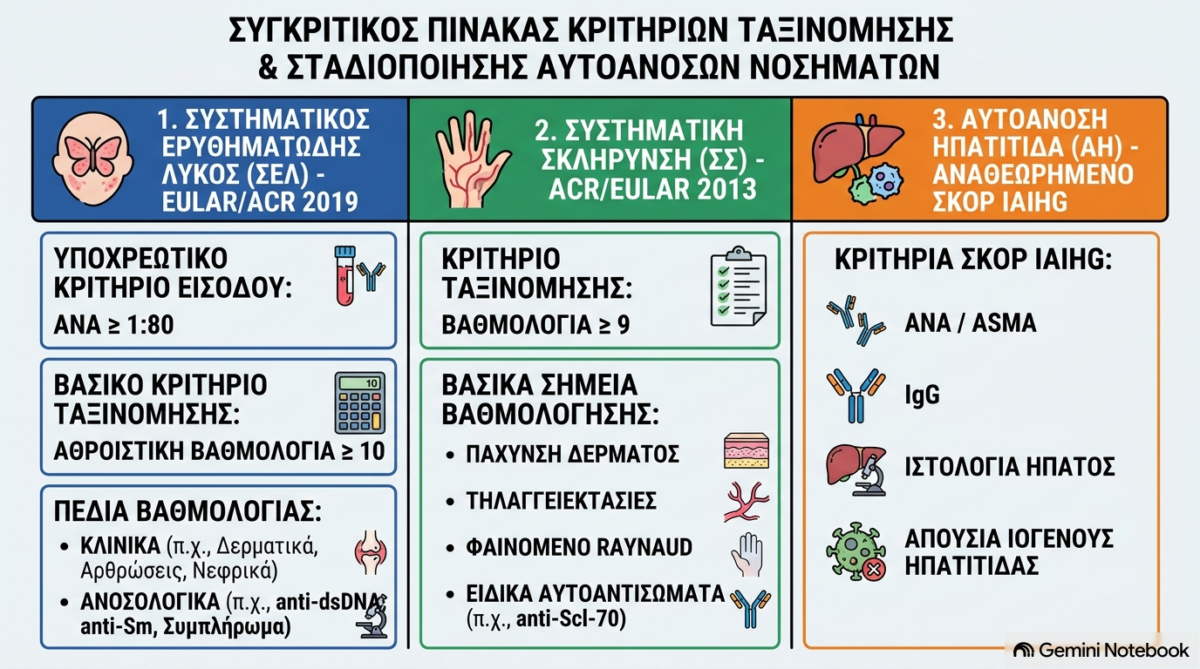 ΣΥΓΚΡΙΤΙΚΟΣ ΠΙΝΑΚΑΣ ΚΡΙΤΗΡΙΩΝ ΤΑΞΙΝΟΜΗΣΗΣ
& ΣΤΑΔΙΟΠΟΙΗΣΗΣ ΑΥΤΟΑΝΟΣΩΝ ΝΟΣΗΜΑΤΩΝ
1. ΣΥΣΤΗΜΑΤΙΚΟΣ
ΕΡΥΘΗΜΑΤΩΔΗΣ
ΛΥΚΟΣ (ΣΕΛ) -
EULAR/ACR 2019
ΥΠΟΧΡΕΩΤΙΚΟ
ΚΡΙΤΗΡΙΟ ΕΙΣΟΔΟΥ:
ANA ≥ 1:80
ΒΑΣΙΚΟ ΚΡΙΤΗΡΙΟ
ΤΑΞΙΝΟΜΗΣΗΣ:
10
ΑΘΡΟΙΣΤΙΚΗ ΒΑΘΜΟΛΟΓΙΑ ≥ 10
ΠΕΔΙΑ ΒΑΘΜΟΛΟΓΙΑΣ:
• ΚΛΙΝΙΚΑ (π.χ., Δερματικά,
Αρθρώσεις, Νεφρικά)
• ΑΝΟΣΟΛΟΓΙΚΑ (π.χ., anti-dsDNA,
anti-Sm, Συμπλήρωμα)
2. ΣΥΣΤΗΜΑΤΙΚΗ
ΣΚΛΗΡΥΝΣΗ (ΣΣ) -
ACR/EULAR 2013
ΚΡΙΤΗΡΙΟ
ΤΑΞΙΝΟΜΗΣΗΣ:
ΒΑΘΜΟΛΟΓΙΑ ≥ 9
ΒΑΣΙΚΑ ΣΗΜΕΙΑ
ΒΑΘΜΟΛΟΓΗΣΗΣ:
• ΠΑΧΥΝΣΗ ΔΕΡΜΑΤΟΣ
• ΤΗΛΑΓΓΕΙΕΚΤΑΣΙΕΣ
• ΦΑΙΝΟΜΕΝΟ RAYNAUD
• ΕΙΔΙΚΑ ΑΥΤΟΑΝΤΙΣΩΜΑΤΑ
(π.χ., anti-Scl-70)
3. ΑΥΤΟΑΝΟΣΗ
ΗΠΑΤΙΤΙΔΑ (ΑΗ) -
ΑΝΑΘΕΩΡΗΜΕΝΟ
ΣΚΟΡ IAIHG
ΚΡΙΤΗΡΙΑ ΣΚΟΡ IAIHG:
ANA / ASMA
IgG
ΙΣΤΟΛΟΓΙΑ ΗΠΑΤΟΣ
ΑΠΟΥΣΙΑ ΙΟΓΕΝΟΥΣ
ΗΠΑΤΙΤΙΔΑΣ
Gemini Notebook